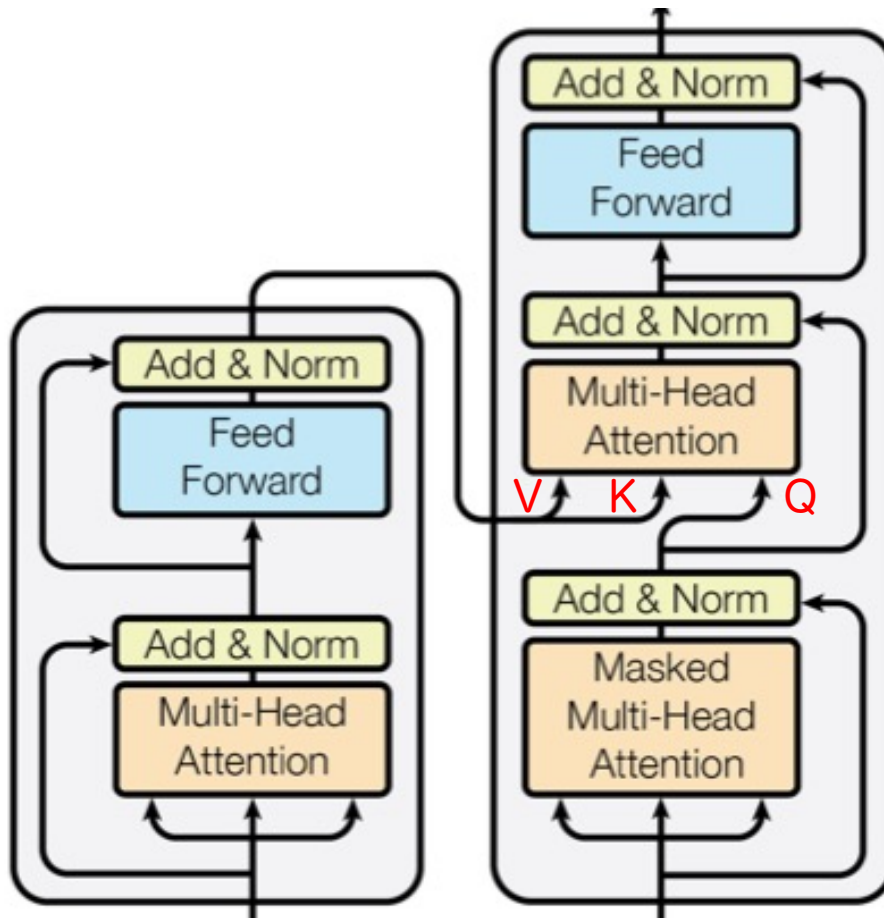 Add & Norm
Feed
Forward
Add & Norm
Multi-Head
Attention
Add & Norm
Feed
Forward
Add & Norm
Multi-Head
Attention
V K Q
Add & Norm
Masked
Multi-Head
Attention